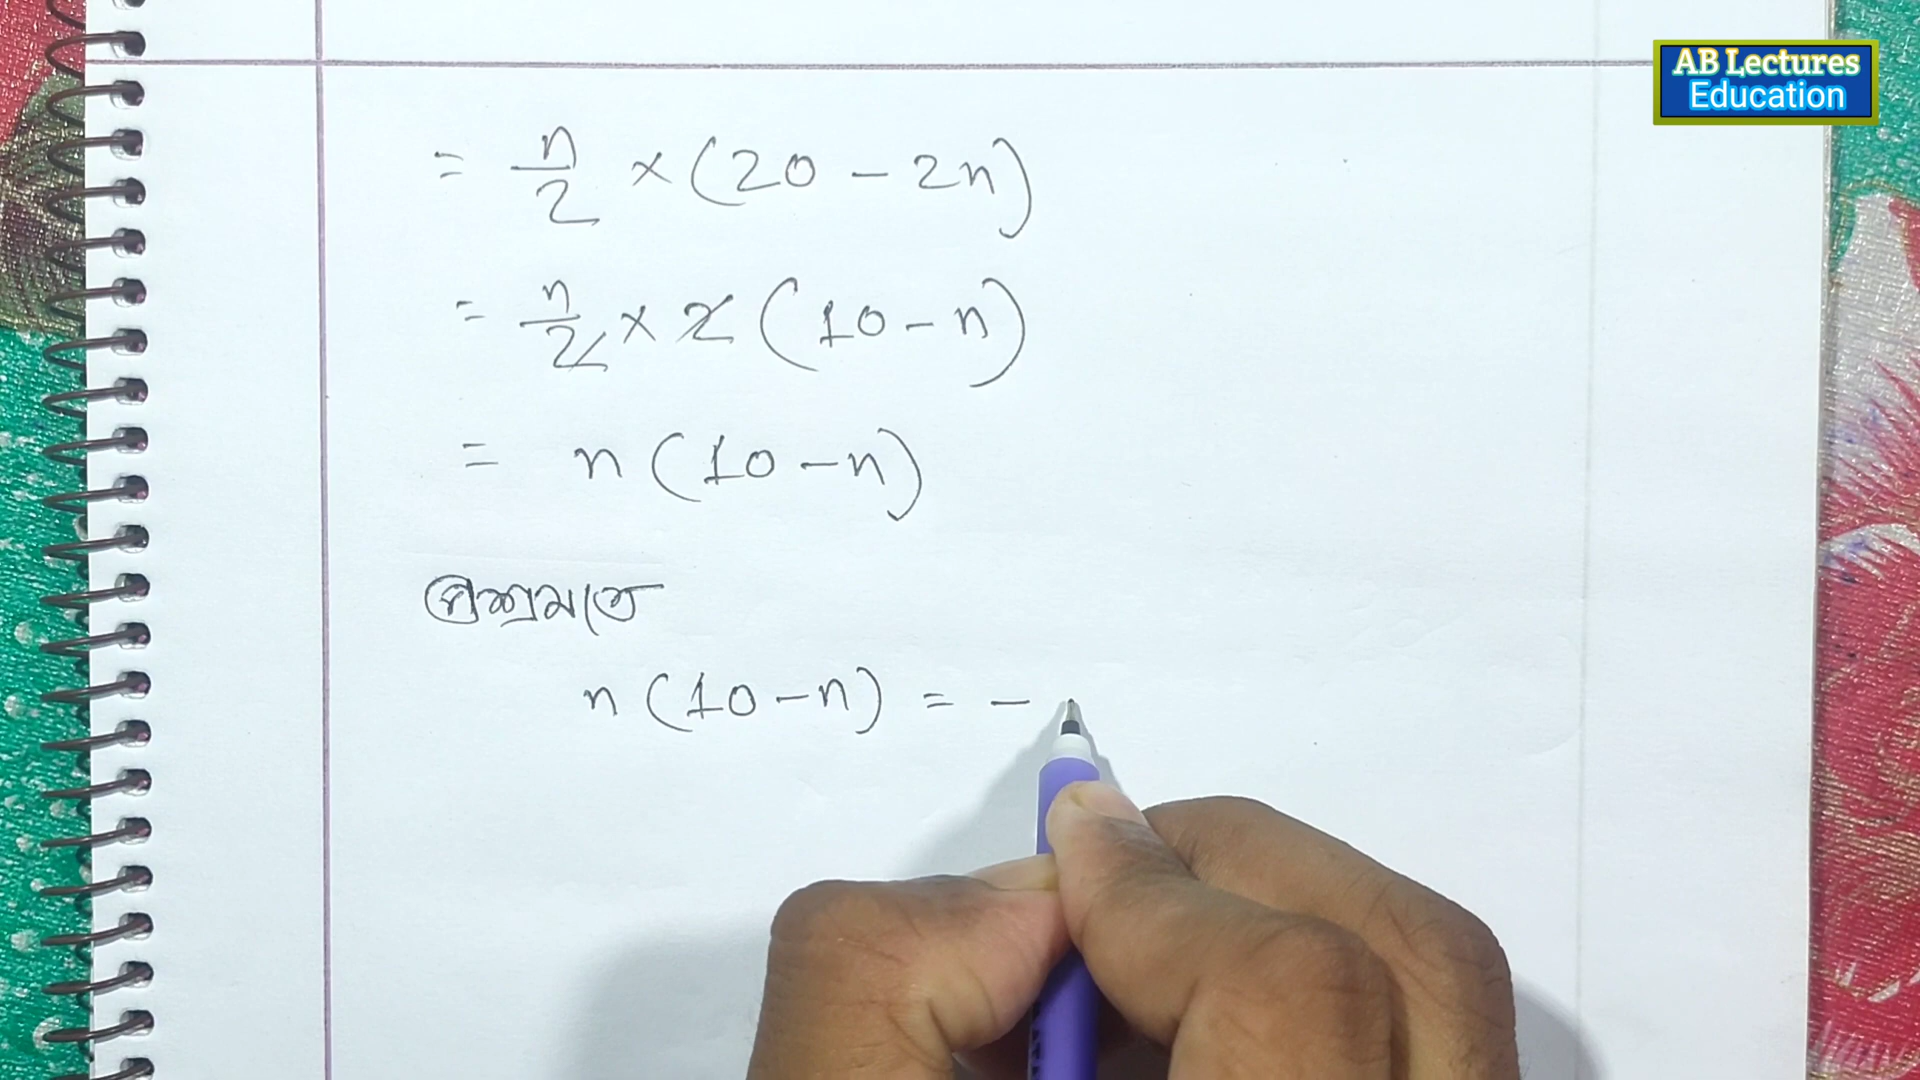 AB Lectures
Education
= n/2 × (20 - 2n)
= n/2 × 2 (10 - n)
= n (10 - n)
প্রশ্নমতে
n (10 - n) = -